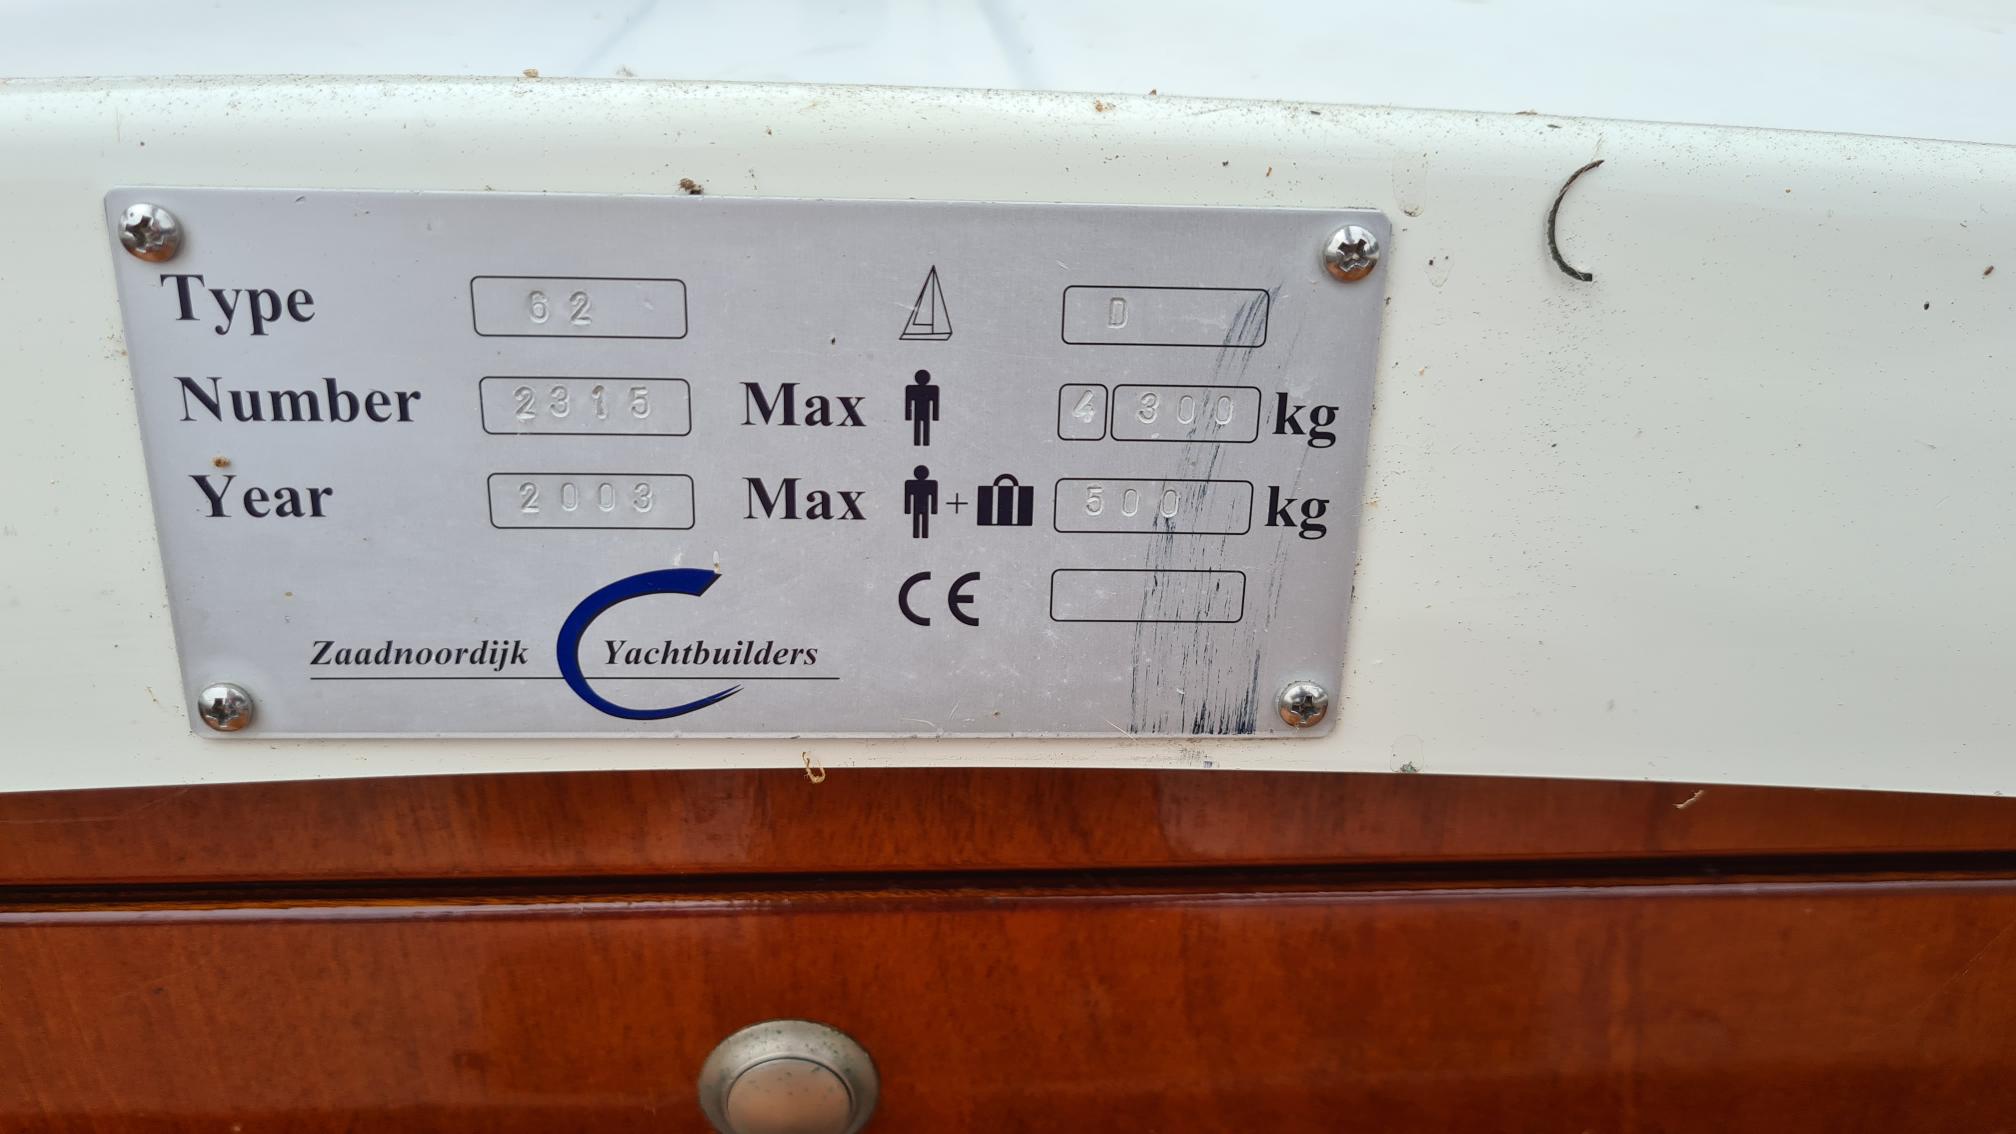 Type 62 D
Number 2315 Max 4 300 kg
Year 2003 Max + 500 kg
CE
Zaadnoordijk Yachtbuilders